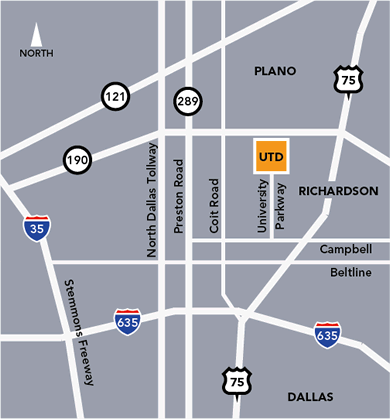 NORTH
PLANO
75
121
289
190
UTD
North Dallas Tollway
Preston Road
Coit Road
University
Parkway
RICHARDSON
35
Campbell
Beltline
Stemmons Freeway
635
635
75
DALLAS